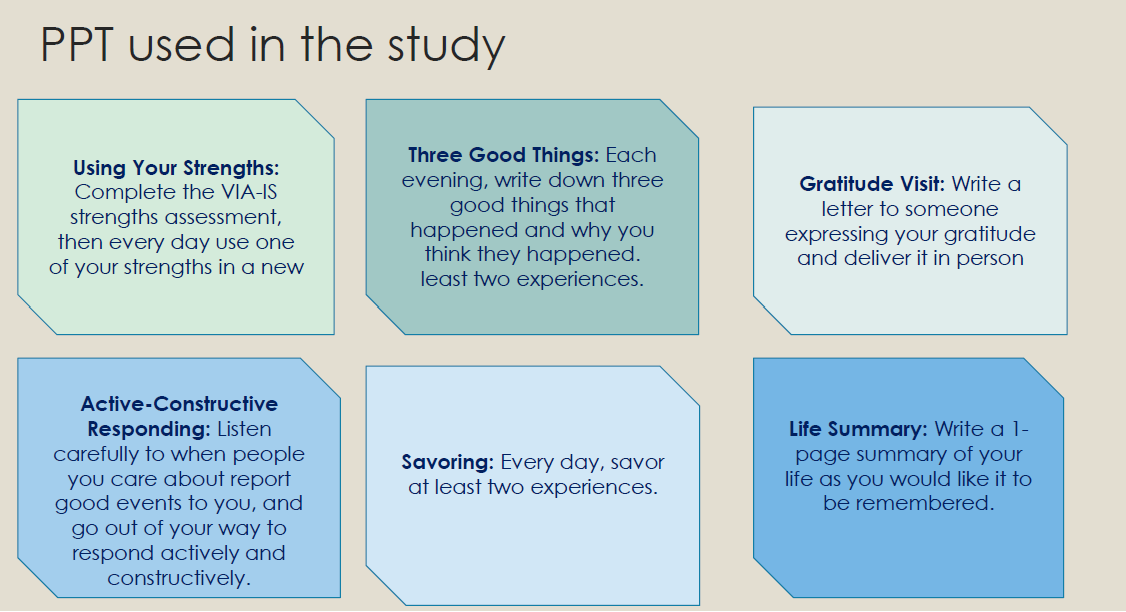 PPT used in the study
Using Your Strengths:
Complete the VIA-IS
strengths assessment,
then every day use one
of your strengths in a new
Three Good Things: Each
evening, write down three
good things that
happened and why you
think they happened.
least two experiences.
Gratitude Visit: Write a
letter to someone
expressing your gratitude
and deliver it in person
Active-Constructive
Responding: Listen
carefully to when people
you care about report
good events to you, and
go out of your way to
respond actively and
constructively.
Savoring: Every day, savor
at least two experiences.
Life Summary: Write a 1-
page summary of your
life as you would like it to
be remembered.